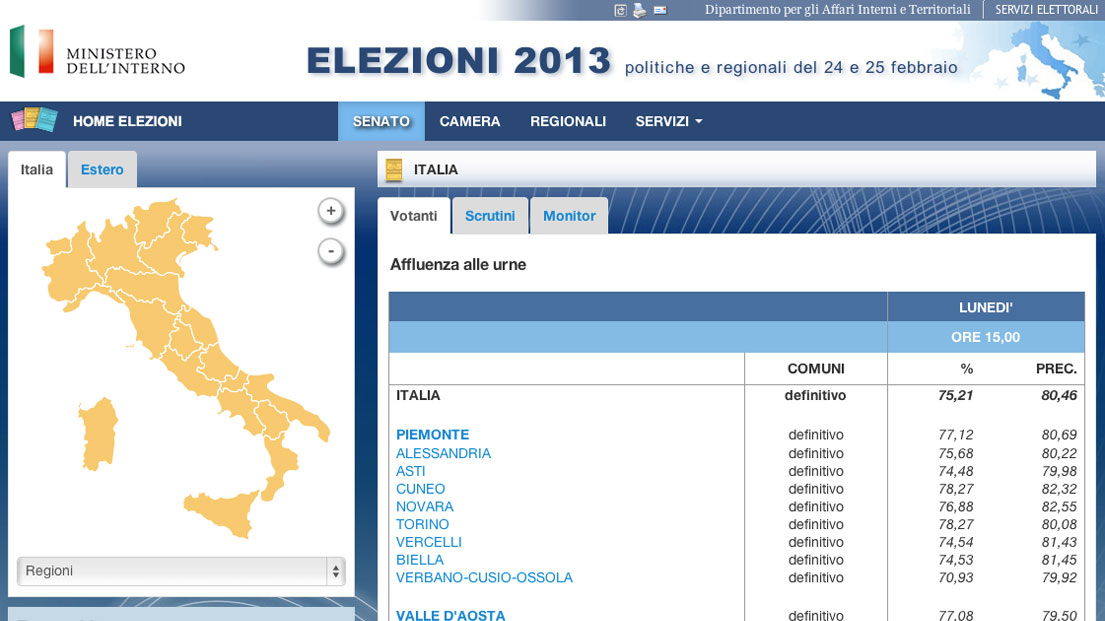 Dipartimento per gli Affari Interni e Territoriali SERVIZI ELETTORALI
MINISTERO
DELL'INTERNO
ELEZIONI 2013 politiche e regionali del 24 e 25 febbraio
HOME ELEZIONI SENATO CAMERA REGIONALI SERVIZI
Italia Estero
+
-
Regioni
ITALIA
Votanti Scrutini Monitor
Affluenza alle urne
LUNEDI'
ORE 15,00
COMUNI % PREC.
ITALIA definitivo 75,21 80,46
PIEMONTE definitivo 77,12 80,69
ALESSANDRIA definitivo 75,68 80,22
ASTI definitivo 74,48 79,98
CUNEO definitivo 78,27 82,32
NOVARA definitivo 76,88 82,55
TORINO definitivo 78,27 80,08
VERCELLI definitivo 74,54 81,43
BIELLA definitivo 74,53 81,45
VERBANO-CUSIO-OSSOLA definitivo 70,93 79,92
VALLE D'AOSTA definitivo 77,08 79,50